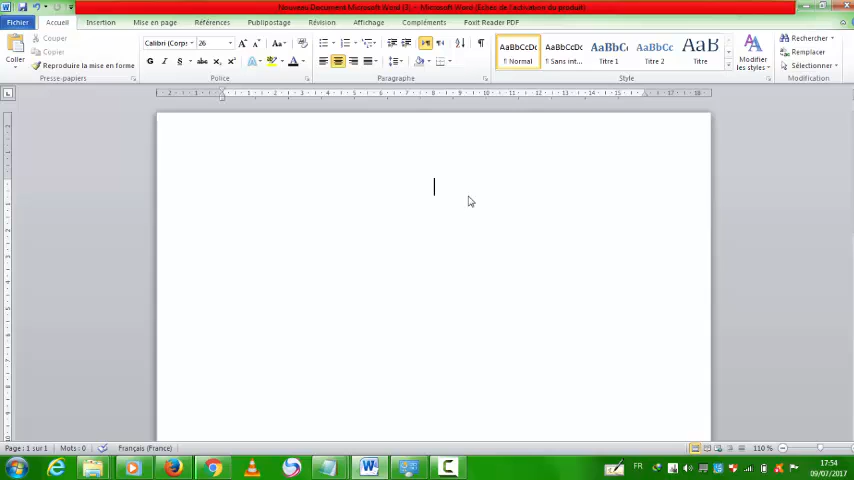 Nouveau Document Microsoft Word (3) - Microsoft Word (Échec de l'activation du produit)
Fichier Accueil Insertion Mise en page Références Publipostage Révision Affichage Compléments Foxit Reader PDF
Coller
Couper
Copier
Reproduire la mise en forme
Presse-papiers
Calibri (Corps 26
G I S abc X₂ X²
Police
Paragraphe
AaBbCcDc AaBbCcDc AaBbC AaBbCc AaB
¶ Normal ¶ Sans int... Titre 1 Titre 2 Titre
Style
Modifier les styles
Rechercher
Remplacer
Sélectionner
Modification
Page : 1 sur 1 Mots : 0 Français (France) 110 %
FR 17:54
09/07/2017